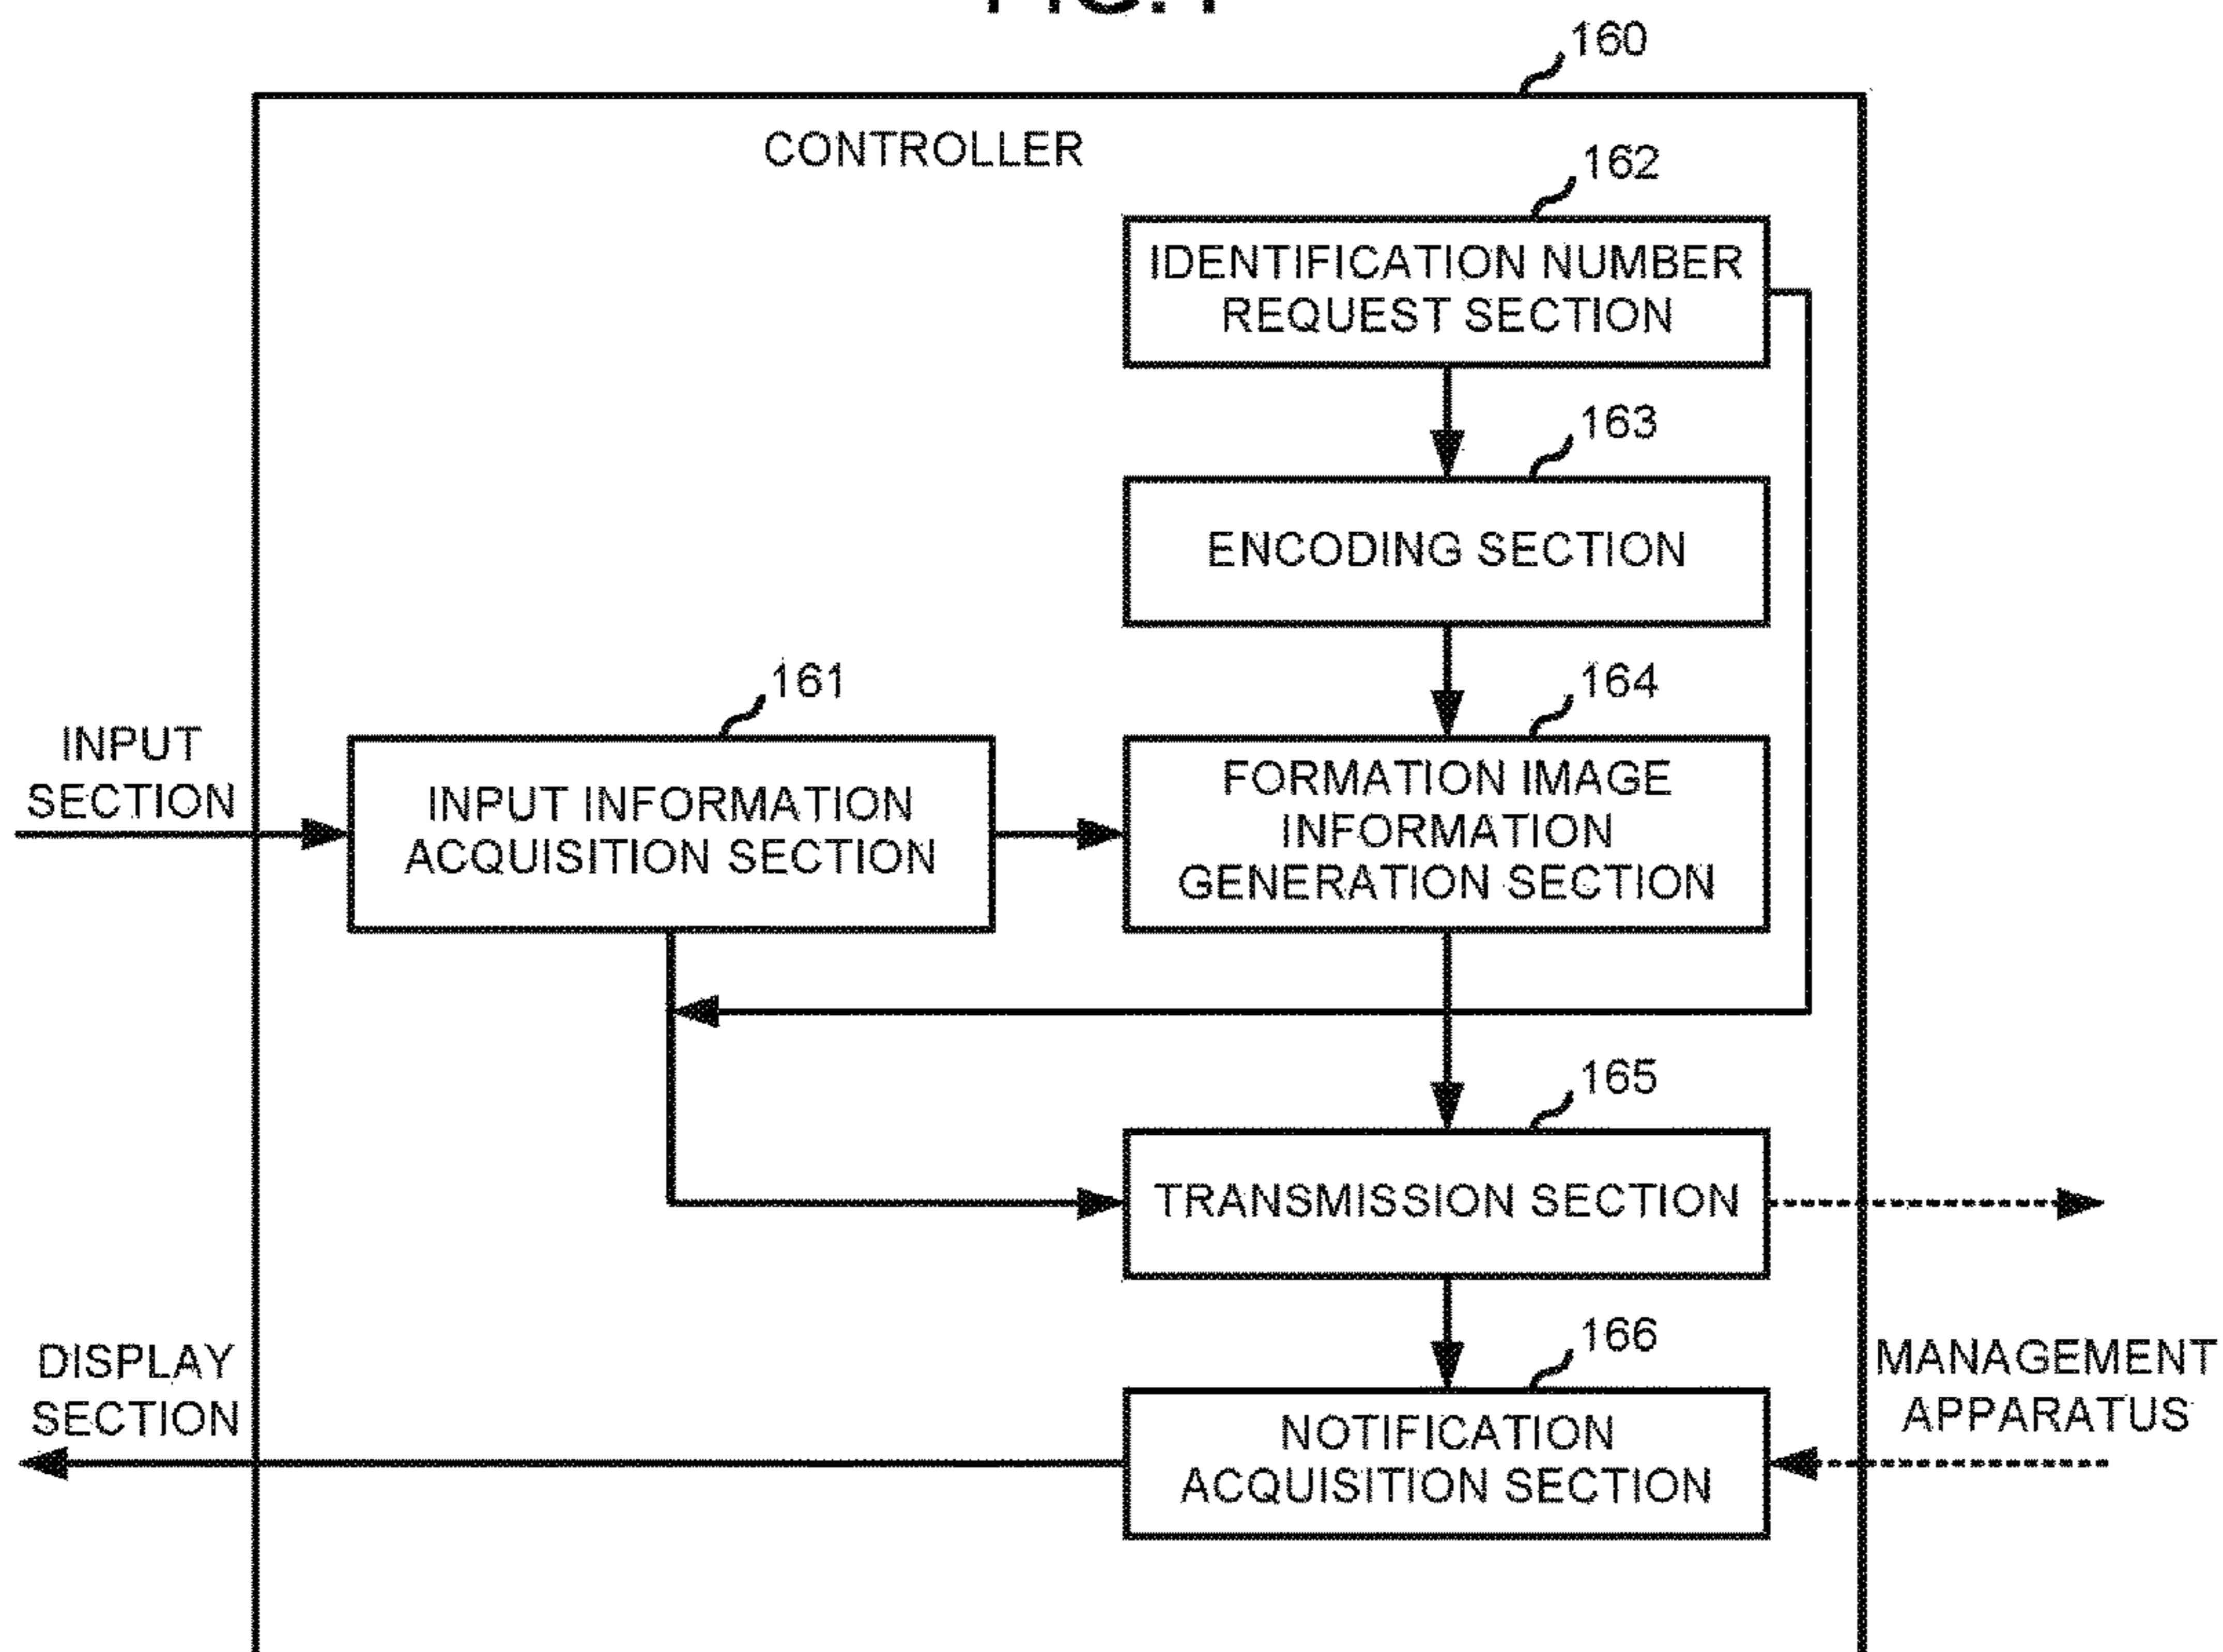 160
CONTROLLER
162
IDENTIFICATION NUMBER
REQUEST SECTION
163
ENCODING SECTION
161
164
INPUT
SECTION
INPUT INFORMATION
ACQUISITION SECTION
FORMATION IMAGE
INFORMATION
GENERATION SECTION
165
TRANSMISSION SECTION
166
DISPLAY
SECTION
NOTIFICATION
ACQUISITION SECTION
MANAGEMENT
APPARATUS